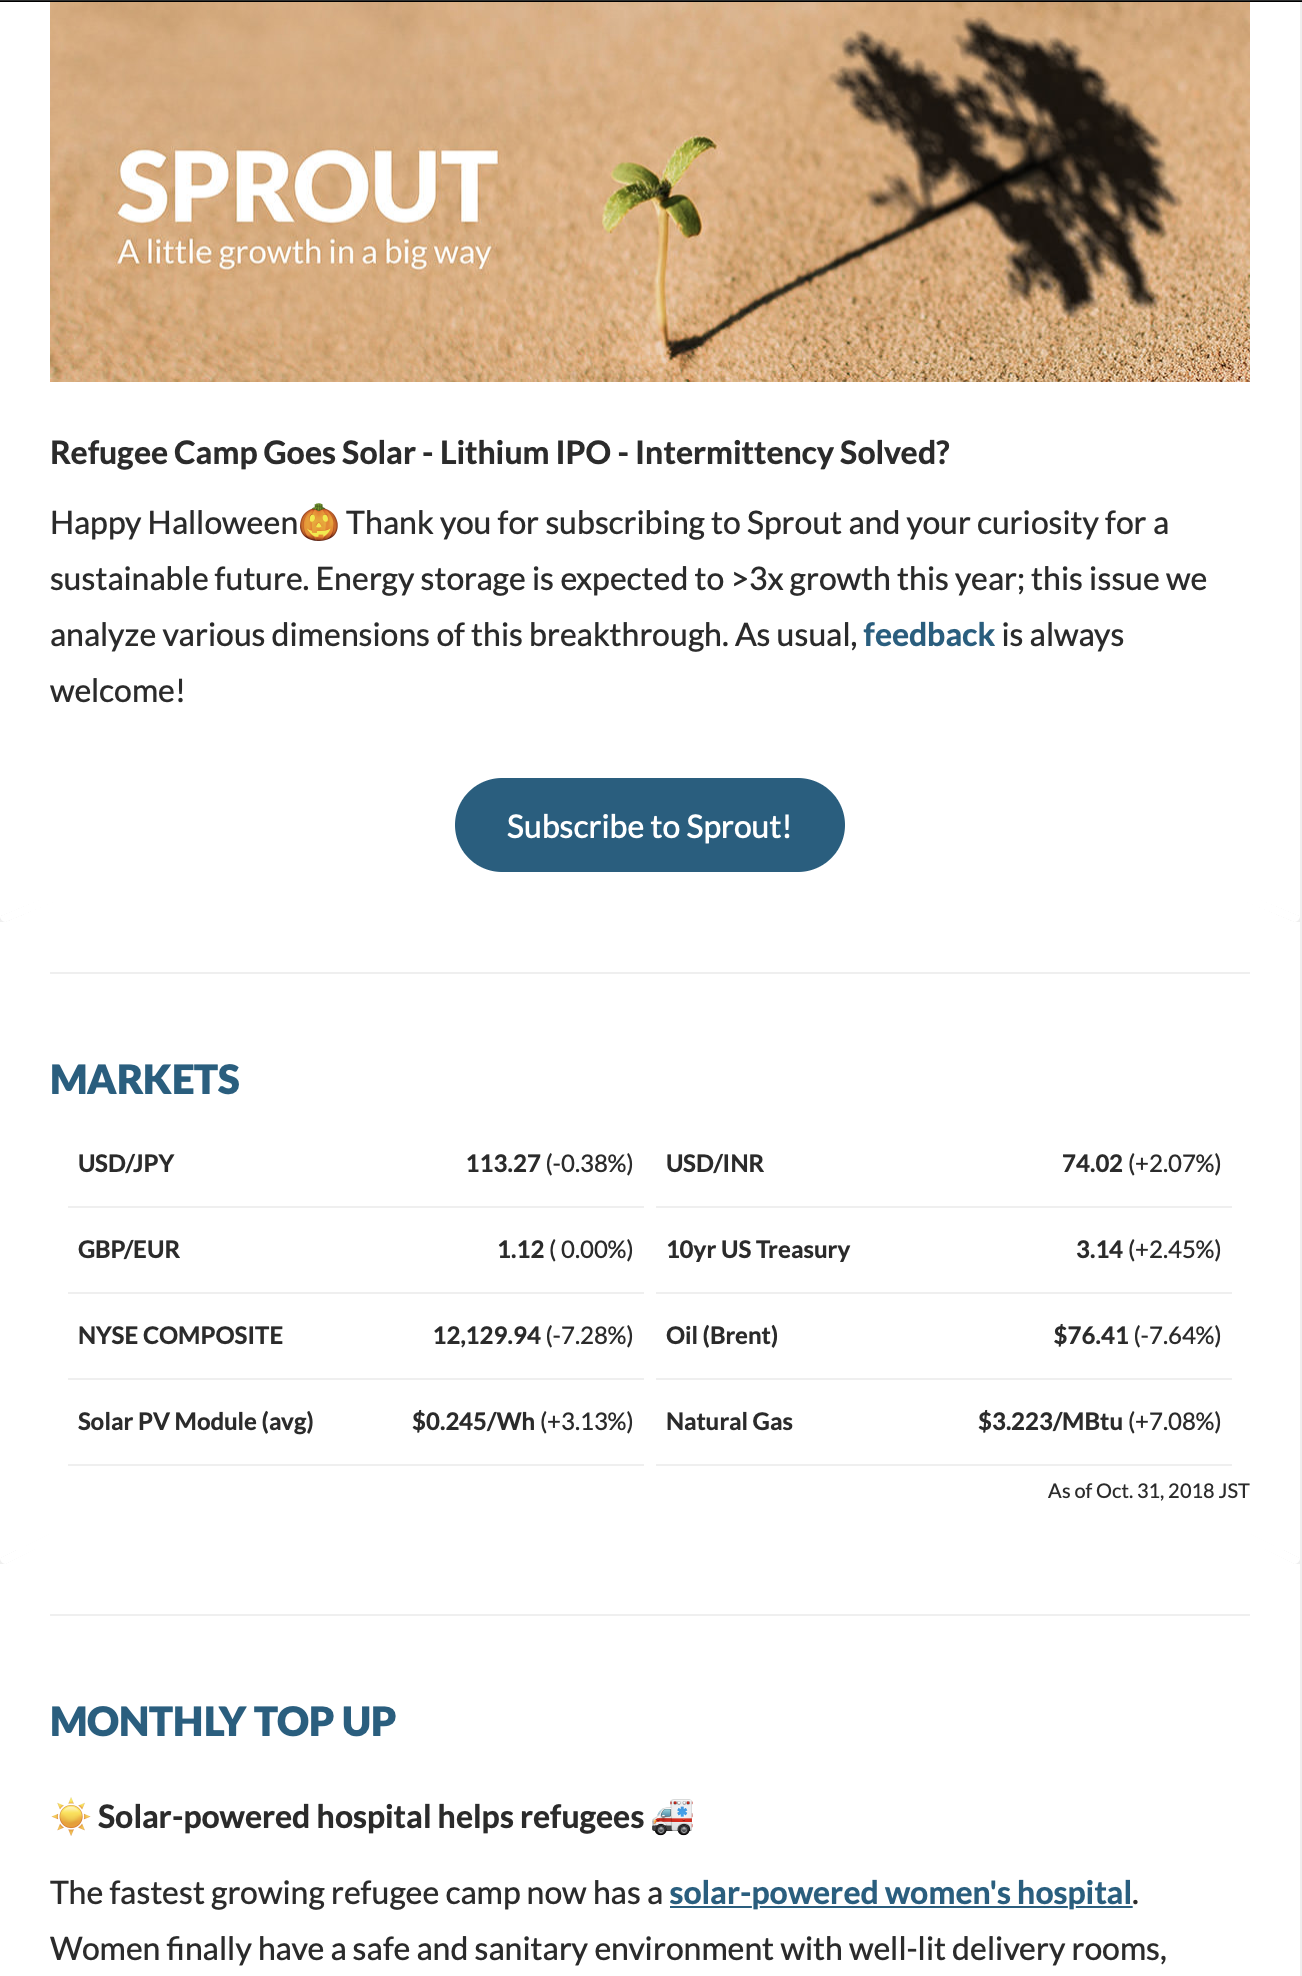 SPROUT
A little growth in a big way
Refugee Camp Goes Solar - Lithium IPO - Intermittency Solved?
Happy Halloween🎃 Thank you for subscribing to Sprout and your curiosity for a
sustainable future. Energy storage is expected to >3x growth this year; this issue we
analyze various dimensions of this breakthrough. As usual, feedback is always
welcome!
Subscribe to Sprout!
MARKETS
USD/JPY 113.27 (-0.38%) USD/INR 74.02 (+2.07%)
GBP/EUR 1.12 ( 0.00%) 10yr US Treasury 3.14 (+2.45%)
NYSE COMPOSITE 12,129.94 (-7.28%) Oil (Brent) $76.41 (-7.64%)
Solar PV Module (avg) $0.245/Wh (+3.13%) Natural Gas $3.223/MBtu (+7.08%)
As of Oct. 31, 2018 JST
MONTHLY TOP UP
☀️ Solar-powered hospital helps refugees 🚑
The fastest growing refugee camp now has a solar-powered women's hospital.
Women finally have a safe and sanitary environment with well-lit delivery rooms,